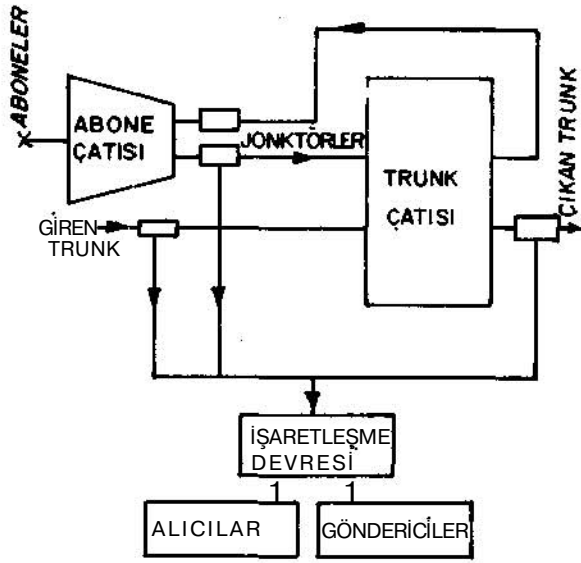 ABONELER
ABONE
ÇATISI
JONKTÖRLER
TRUNK
ÇATISI
ÇIKAN TRUNK
GİREN
TRUNK
İŞARETLEŞME
DEVRESİ
ALICILAR
GÖNDERİCİLER